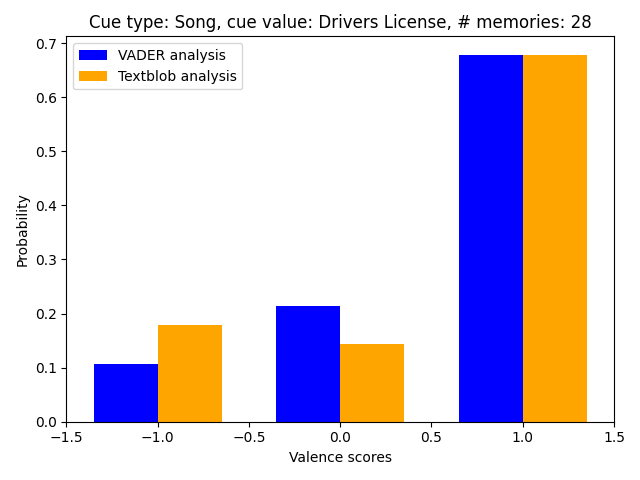 Cue type: Song, cue value: Drivers License, # memories: 28
VADER analysis
Textblob analysis
Probability
0.7
0.6
0.5
0.4
0.3
0.2
0.1
0.0
−1.5 −1.0 −0.5 0.0 0.5 1.0 1.5
Valence scores